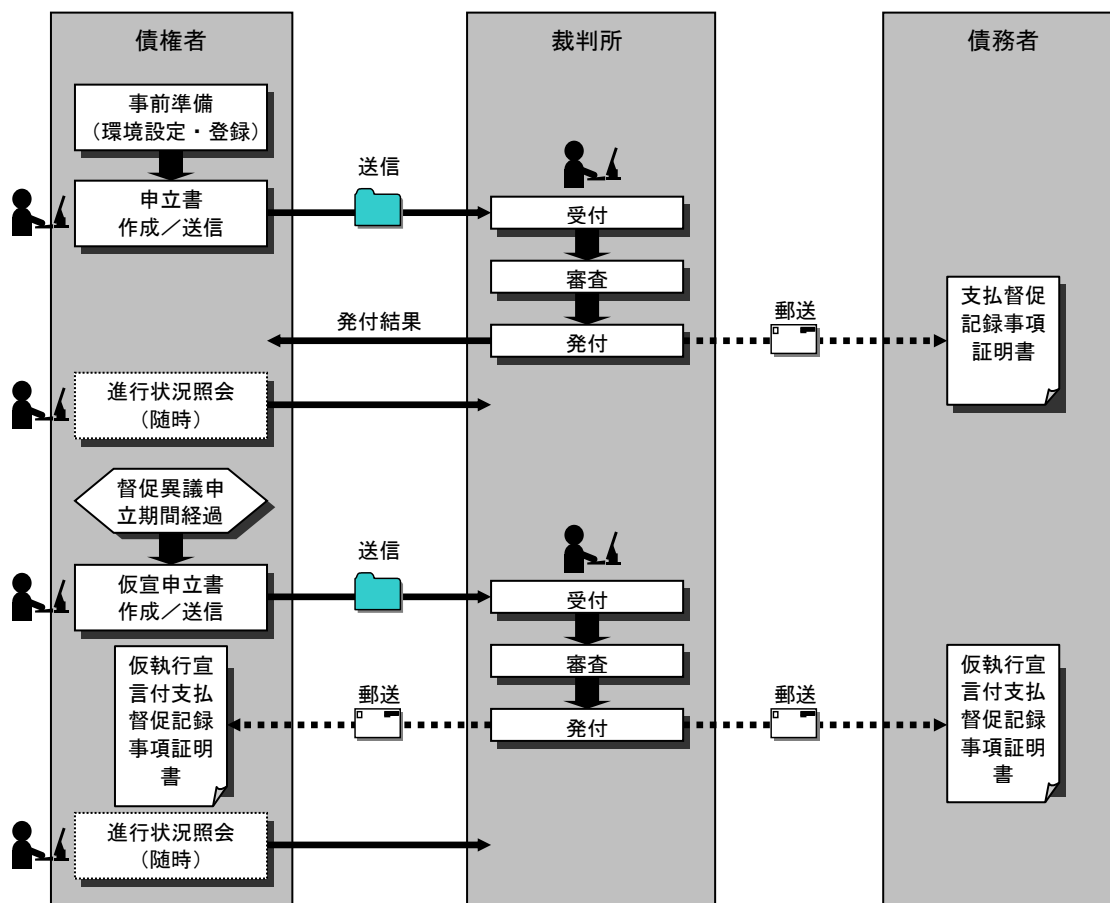 債権者
裁判所
債務者
事前準備
（環境設定・登録）
申立書
作成／送信
送信
受付
審査
発付
発付結果
郵送
支払督促
記録事項
証明書
進行状況照会
（随時）
督促異議申
立期間経過
仮宣申立書
作成／送信
送信
受付
審査
発付
郵送
仮執行宣
言付支払
督促記録
事項証明
書
郵送
仮執行宣
言付支払
督促記録
事項証明
書
進行状況照会
（随時）